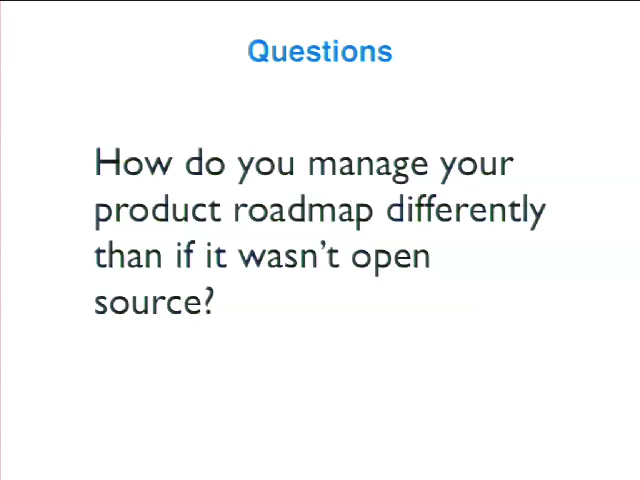 Questions
How do you manage your
product roadmap differently
than if it wasn't open
source?